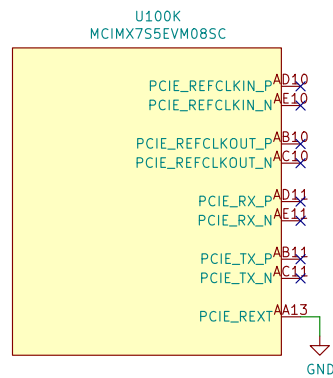 U100K
MCIMX7S5EVM08SC
PCIE_REFCLKIN_P AD10
PCIE_REFCLKIN_N AE10
PCIE_REFCLKOUT_P AB10
PCIE_REFCLKOUT_N AC10
PCIE_RX_P AD11
PCIE_RX_N AE11
PCIE_TX_P AB11
PCIE_TX_N AC11
PCIE_REXT AA13
GND